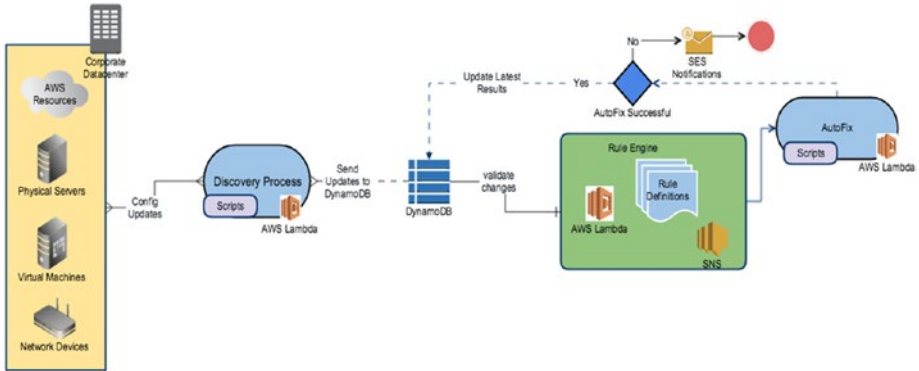 Corporate
Datacenter
AWS
Resources
Physical Servers
Virtual Machines
Network Devices
Config
Updates
Discovery Process
Scripts
AWS Lambda
Send
Updates to
DynamoDB
DynamoDB
Update Latest
Results
Yes
No
SES
Notifications
AutoFix Successful
validate
changes
Rule Engine
AWS Lambda
Rule
Definitions
SNS
AutoFix
Scripts
AWS Lambda